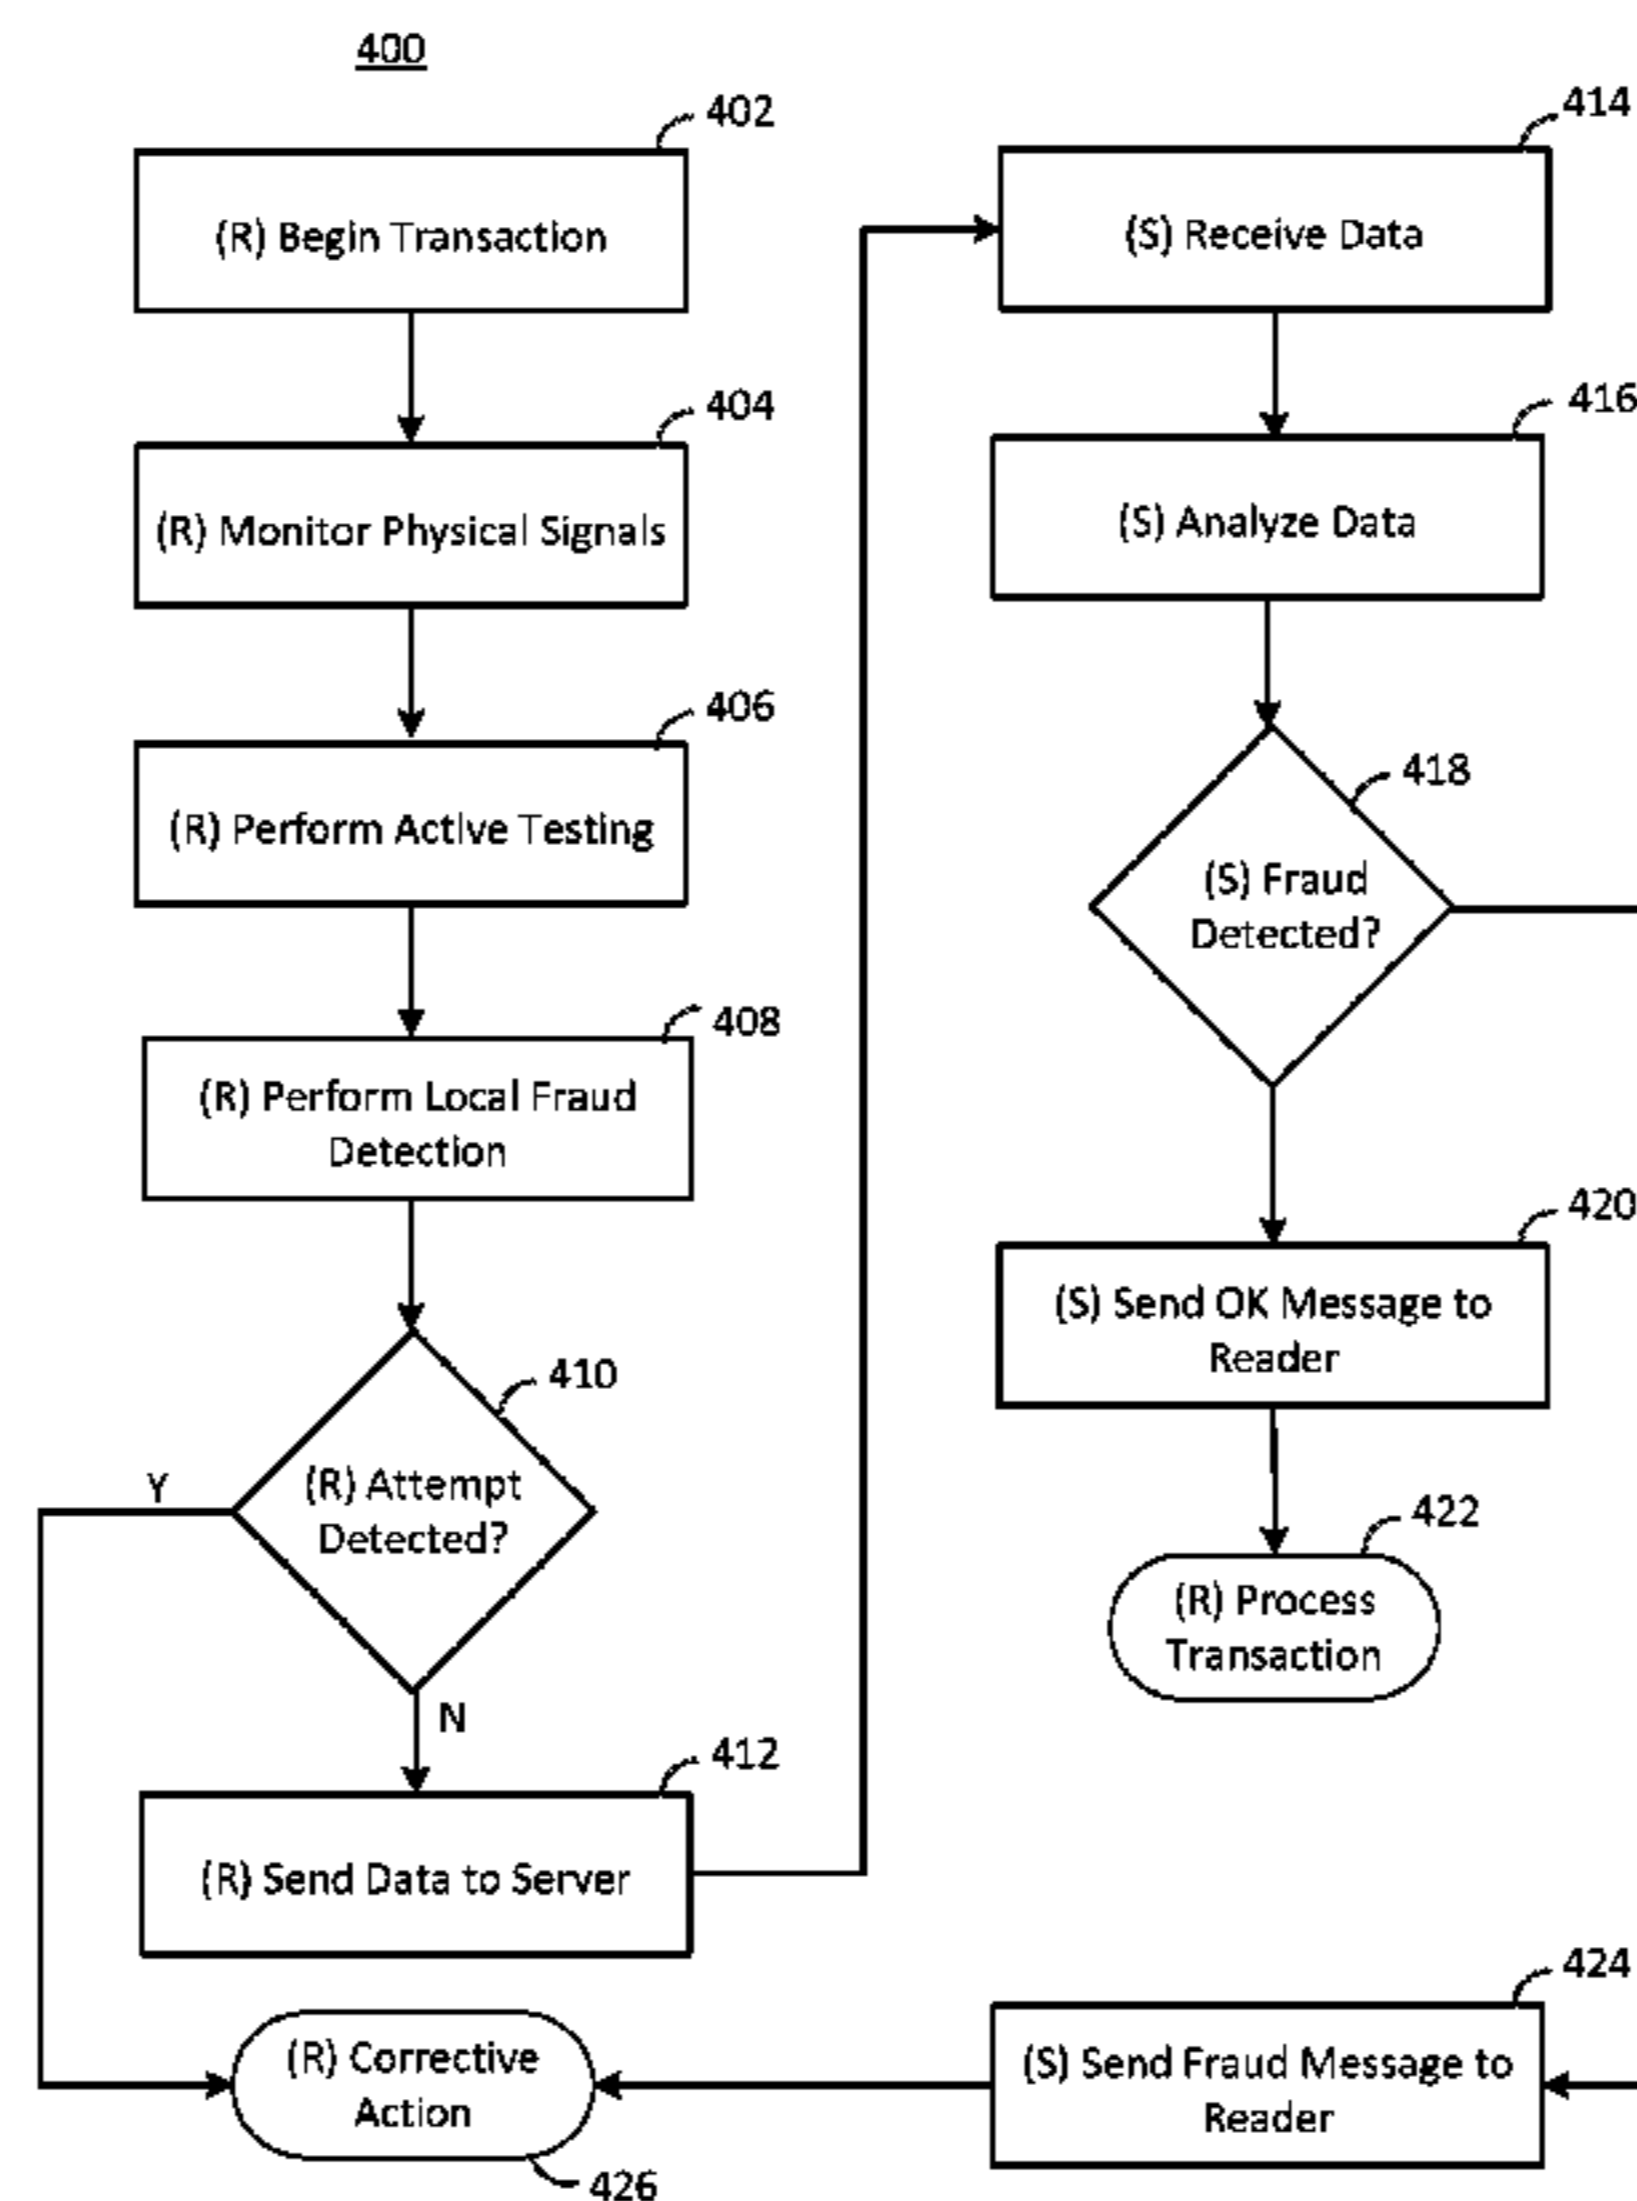 400
402
(R) Begin Transaction
404
(R) Monitor Physical Signals
406
(R) Perform Active Testing
408
(R) Perform Local Fraud
Detection
410
(R) Attempt
Detected?
Y
N
412
(R) Send Data to Server
(R) Corrective
Action
426
414
(S) Receive Data
416
(S) Analyze Data
418
(S) Fraud
Detected?
420
(S) Send OK Message to
Reader
422
(R) Process
Transaction
424
(S) Send Fraud Message to
Reader